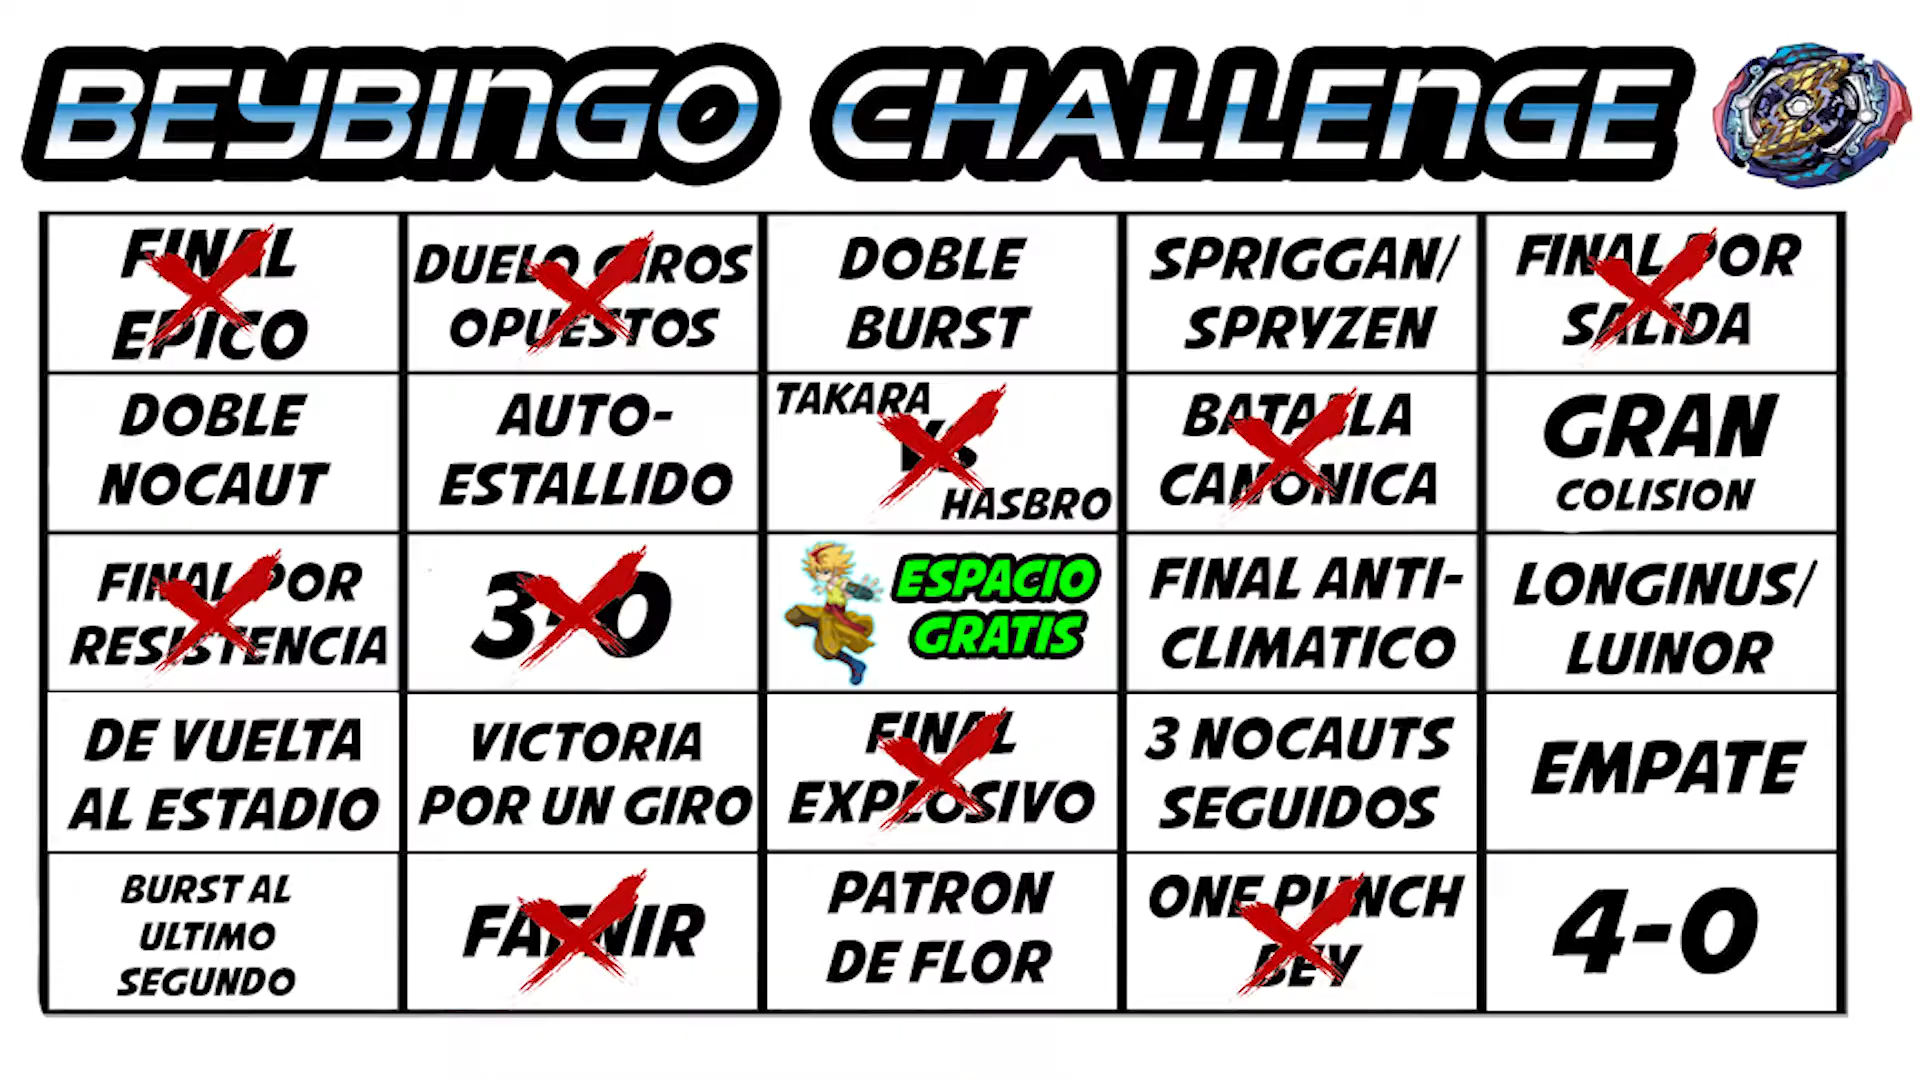 BEYBINGO CHALLENGE
FINAL
EPICO
DUELO GIROS
OPUESTOS
DOBLE
BURST
SPRIGGAN/
SPRYZEN
FINAL POR
SALIDA
DOBLE
NOCAUT
AUTO-
ESTALLIDO
TAKARA
VS
HASBRO
BATALLA
CANONICA
GRAN
COLISION
FINAL POR
RESISTENCIA
3-0
ESPACIO
GRATIS
FINAL ANTI-
CLIMATICO
LONGINUS/
LUINOR
DE VUELTA
AL ESTADIO
VICTORIA
POR UN GIRO
FINAL
EXPLOSIVO
3 NOCAUTS
SEGUIDOS
EMPATE
BURST AL
ULTIMO
SEGUNDO
FAFNIR
PATRON
DE FLOR
ONE PUNCH
BEY
4-0